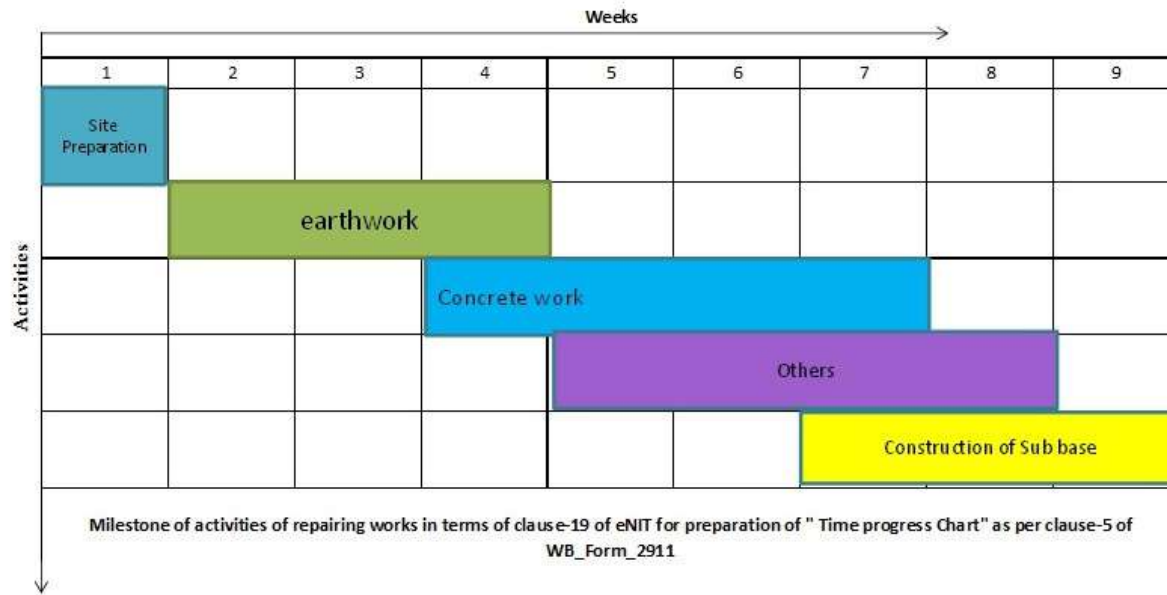 Weeks
1 2 3 4 5 6 7 8 9
Site
Preparation
earthwork
Activities
Concrete work
Others
Construction of Sub base
Milestone of activities of repairing works in terms of clause-19 of eNIT for preparation of " Time progress Chart" as per clause-5 of
WB_Form_2911